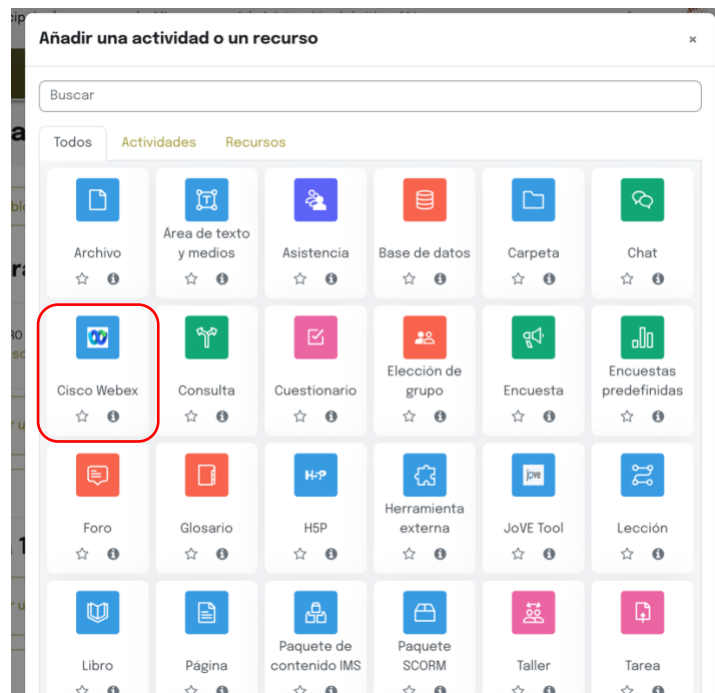 Añadir una actividad o un recurso ×
Buscar
Todos Actividades Recursos
Archivo
Área de texto
y medios
Asistencia
Base de datos
Carpeta
Chat
Cisco Webex
Consulta
Cuestionario
Elección de
grupo
Encuesta
Encuestas
predefinidas
Foro
Glosario
H5P
H5P
Herramienta
externa
jove
JoVE Tool
Lección
Libro
Página
Paquete de
contenido IMS
Paquete
SCORM
Taller
Tarea